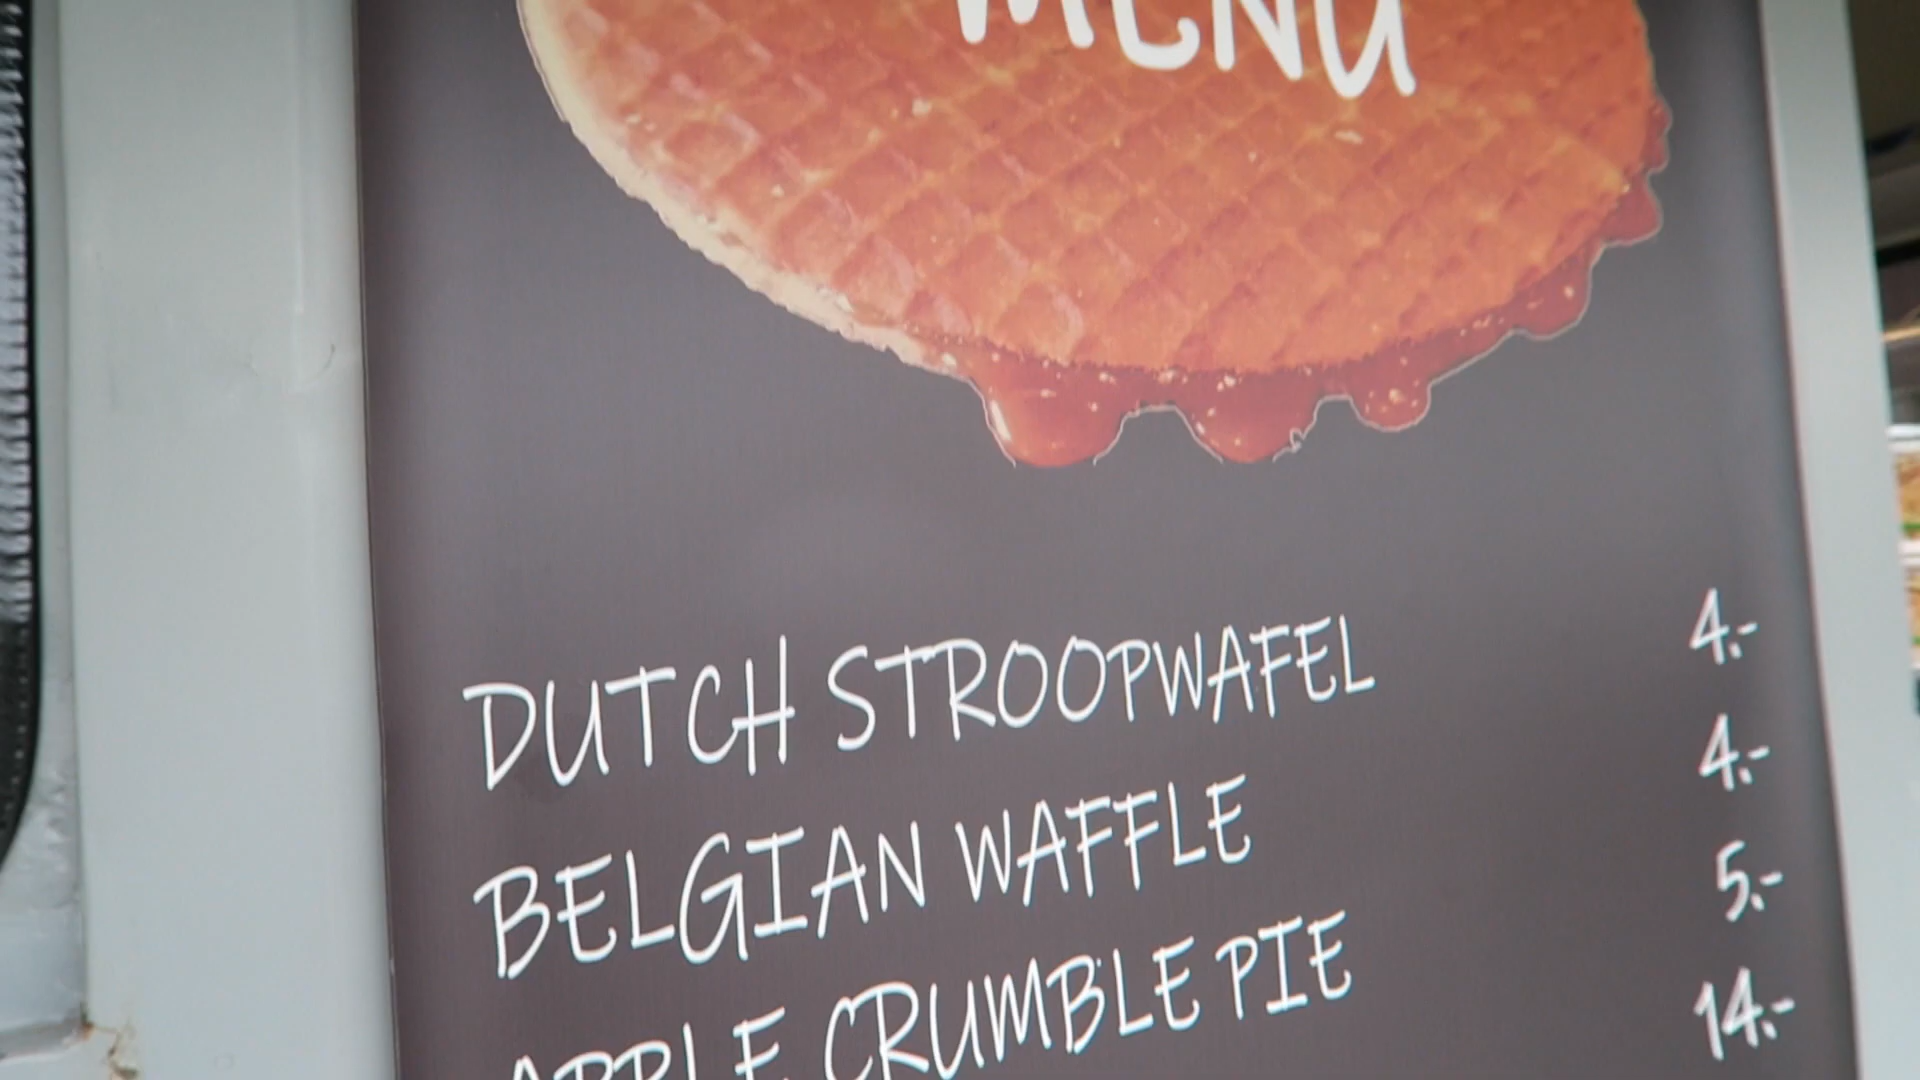 MENU
DUTCH STROOPWAFEL 4.-
BELGIAN WAFFLE 4.-
APPLE CRUMBLE PIE 5.-
14.-